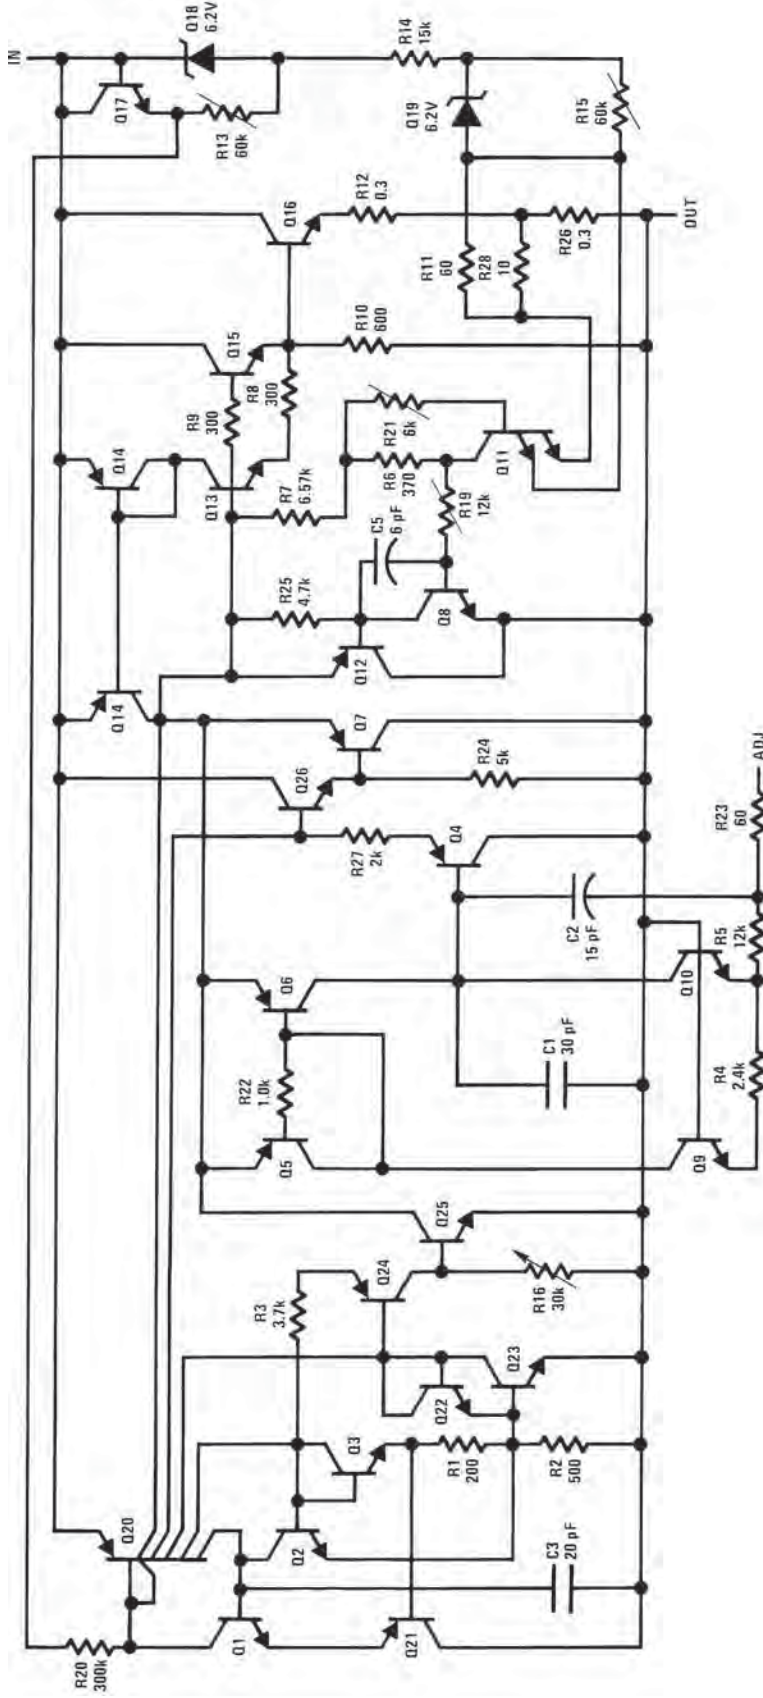 IN
Q18
6.2V
Q17
R13
60k
R14
15k
Q19
6.2V
R15
60k
Q16
R12
0.3
R11
60
R28
10
R26
0.3
OUT
Q15
R9
300
R8
300
R10
600
Q14
Q13
R7
6.57k
R21
6k
R6
370
Q11
R19
12k
C5
6 pF
R25
4.7k
Q8
Q12
Q14
Q7
Q26
R24
5k
R27
2k
Q4
ADJ
R23
60
C2
15 pF
R5
12k
Q10
Q6
R22
1.0k
C1
30 pF
R4
2.4k
Q5
Q9
Q25
Q24
R3
3.7k
R16
30k
Q23
Q22
Q3
R1
200
R2
500
Q20
Q2
C3
20 pF
Q1
Q21
R20
300k